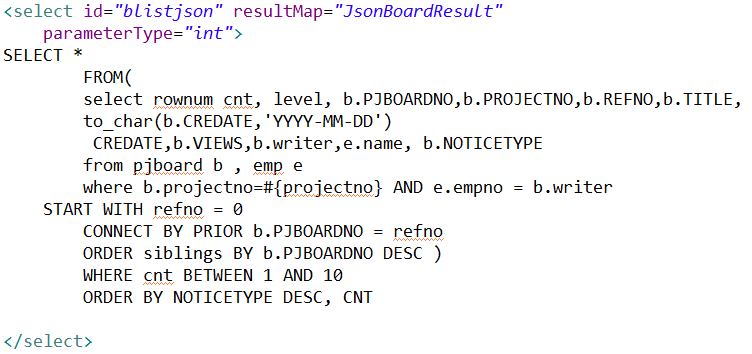 <select id="blistjson" resultMap="JsonBoardResult"
parameterType="int">
SELECT *
FROM(
select rownum cnt, level, b.PJBOARDNO,b.PROJECTNO,b.REFNO,b.TITLE,
to_char(b.CREDATE,'YYYY-MM-DD')
CREDATE,b.VIEWS,b.writer,e.name, b.NOTICETYPE
from pjboard b , emp e
where b.projectno=#{projectno} AND e.empno = b.writer
START WITH refno = 0
CONNECT BY PRIOR b.PJBOARDNO = refno
ORDER siblings BY b.PJBOARDNO DESC )
WHERE cnt BETWEEN 1 AND 10
ORDER BY NOTICETYPE DESC, CNT
</select>